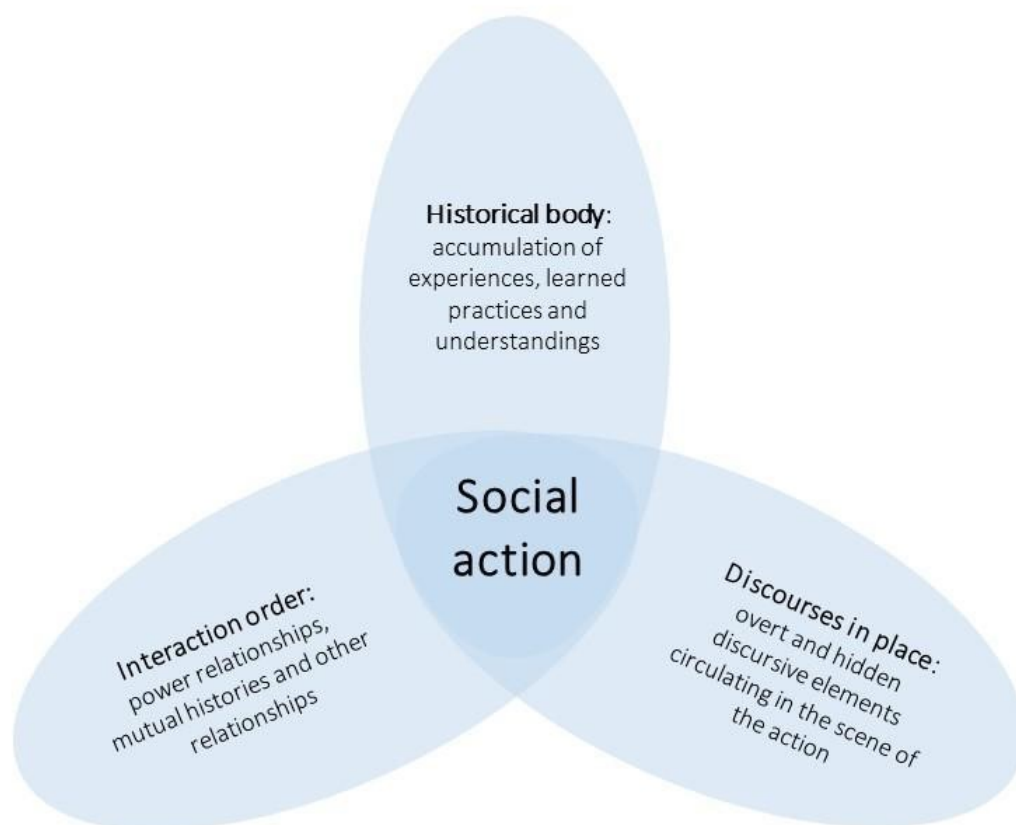 Historical body:
accumulation of
experiences, learned
practices and
understandings
Social
action
Interaction order:
power relationships,
mutual histories and other
relationships
Discourses in place:
overt and hidden
discursive elements
circulating in the scene of
the action